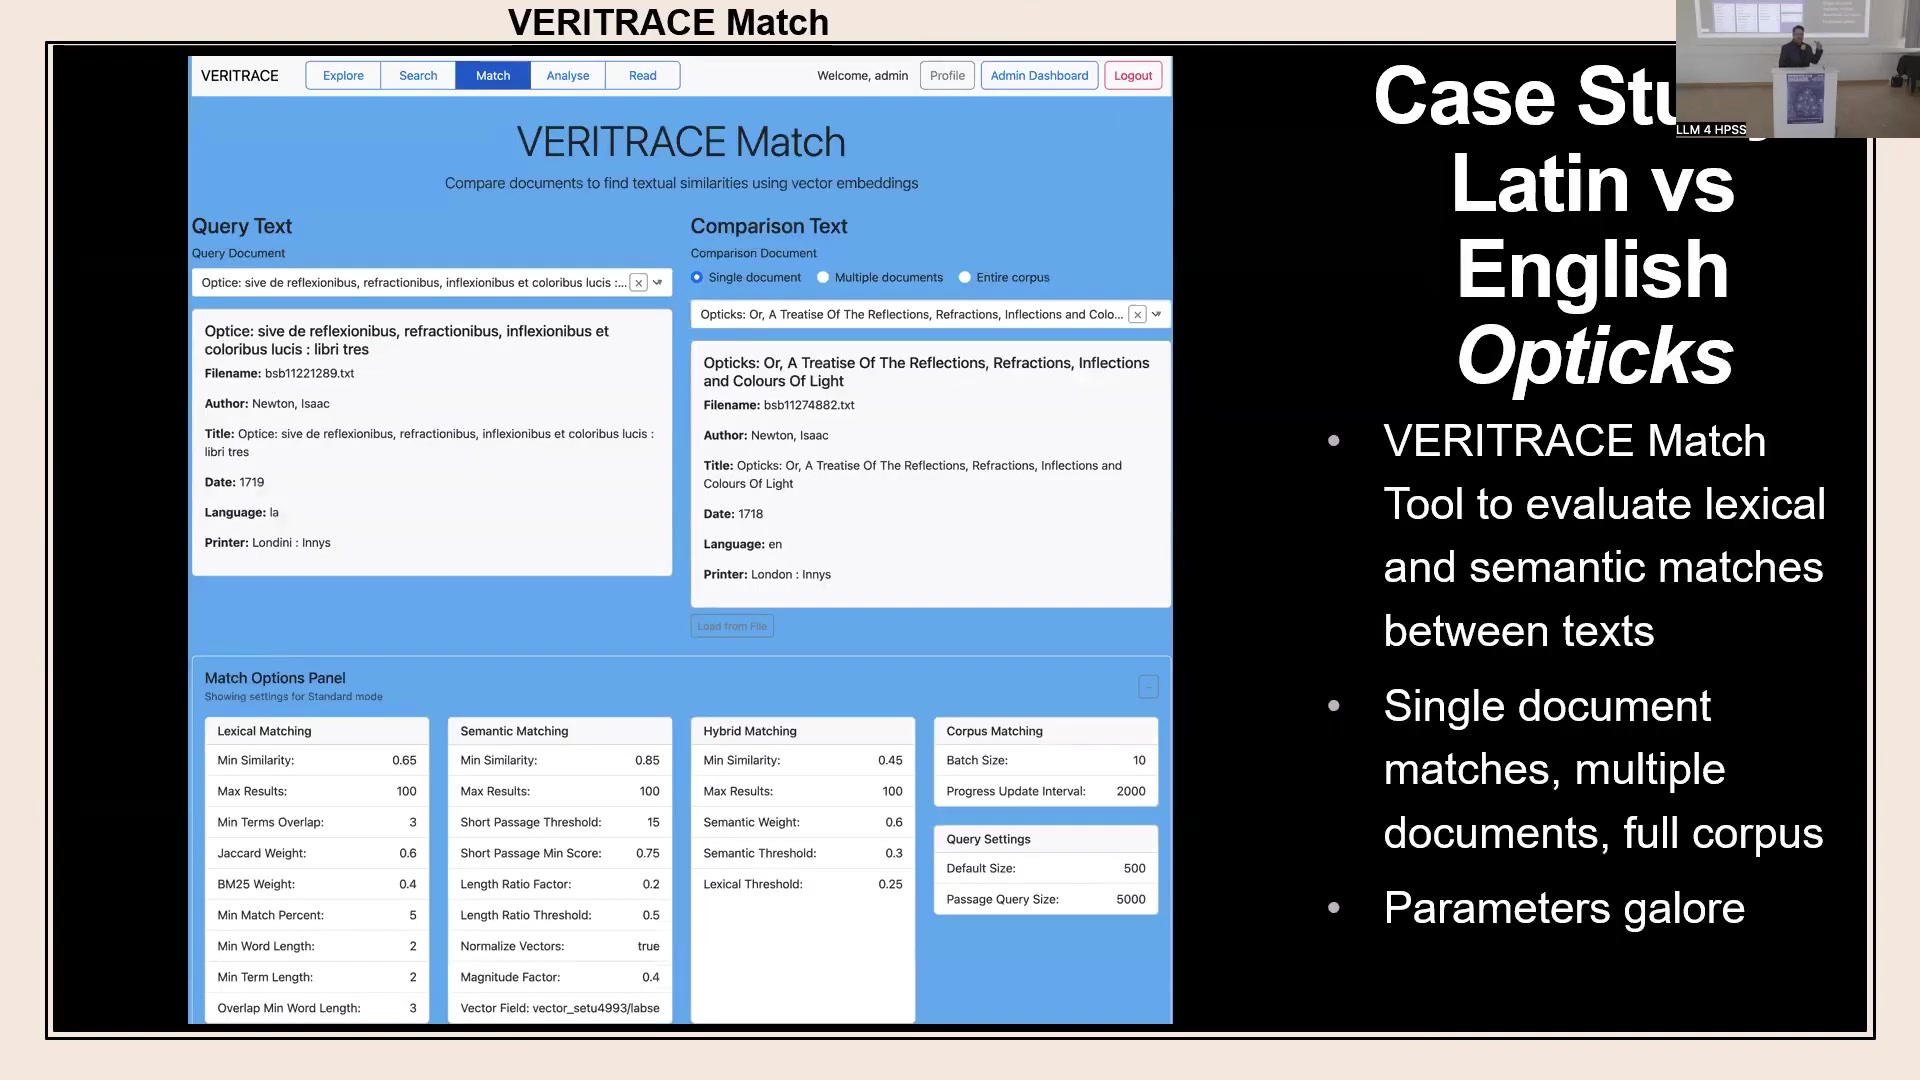 VERITRACE Match
VERITRACE
Explore
Search
Match
Analyse
Read
Welcome, admin
Profile
Admin Dashboard
Logout
VERITRACE Match
Compare documents to find textual similarities using vector embeddings
Query Text
Query Document
Optice: sive de reflexionibus, refractionibus, inflexionibus et coloribus lucis :...
Optice: sive de reflexionibus, refractionibus, inflexionibus et
coloribus lucis : libri tres
Filename: bsb11221289.txt
Author: Newton, Isaac
Title: Optice: sive de reflexionibus, refractionibus, inflexionibus et coloribus lucis :
libri tres
Date: 1719
Language: la
Printer: Londini : Innys
Comparison Text
Comparison Document
Single document
Multiple documents
Entire corpus
Opticks: Or, A Treatise Of The Reflections, Refractions, Inflections and Colo...
Opticks: Or, A Treatise Of The Reflections, Refractions, Inflections
and Colours Of Light
Filename: bsb11274882.txt
Author: Newton, Isaac
Title: Opticks: Or, A Treatise Of The Reflections, Refractions, Inflections and
Colours Of Light
Date: 1718
Language: en
Printer: London : Innys
Load from File
Match Options Panel
Showing settings for Standard mode
Lexical Matching
Min Similarity: 0.65
Max Results: 100
Min Terms Overlap: 3
Jaccard Weight: 0.6
BM25 Weight: 0.4
Min Match Percent: 5
Min Word Length: 2
Min Term Length: 2
Overlap Min Word Length: 3
Semantic Matching
Min Similarity: 0.85
Max Results: 100
Short Passage Threshold: 15
Short Passage Min Score: 0.75
Length Ratio Factor: 0.2
Length Ratio Threshold: 0.5
Normalize Vectors: true
Magnitude Factor: 0.4
Vector Field: vector_setu4993/labse
Hybrid Matching
Min Similarity: 0.45
Max Results: 100
Semantic Weight: 0.6
Semantic Threshold: 0.3
Lexical Threshold: 0.25
Corpus Matching
Batch Size: 10
Progress Update Interval: 2000
Query Settings
Default Size: 500
Passage Query Size: 5000
Case Stu
Latin vs
English
Opticks
• VERITRACE Match
Tool to evaluate lexical
and semantic matches
between texts
• Single document
matches, multiple
documents, full corpus
• Parameters galore
LLM 4 HPSS